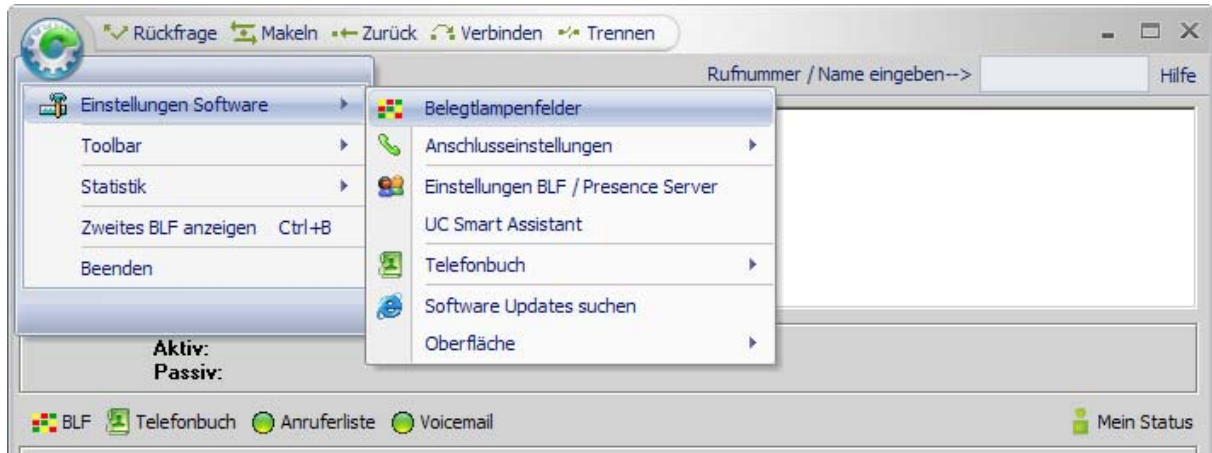 Rückfrage Makeln Zurück Verbinden Trennen
Rufnummer / Name eingeben--> Hilfe
Einstellungen Software
Toolbar
Statistik
Zweites BLF anzeigen Ctrl+B
Beenden
Belegtlampenfelder
Anschlusseinstellungen
Einstellungen BLF / Presence Server
UC Smart Assistant
Telefonbuch
Software Updates suchen
Oberfläche
Aktiv:
Passiv:
BLF Telefonbuch Anruferliste Voicemail Mein Status